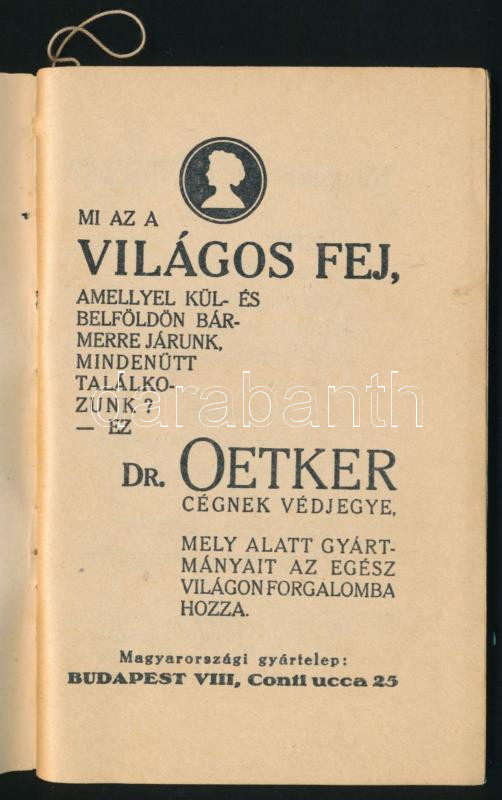 MI AZ A
VILÁGOS FEJ,
AMELLYEL KÜL- ÉS
BELFÖLDÖN BÁR-
MERRE JÁRUNK,
MINDENÜTT
TALÁLKO-
ZUNK?
— EZ
DR. OETKER
CÉGNEK VÉDJEGYE,
MELY ALATT GYÁRT-
MÁNYAIT AZ EGÉSZ
VILÁGON FORGALOMBA
HOZZA.
Magyarországi gyártelep:
BUDAPEST VIII, Conti ucca 25
darabanth